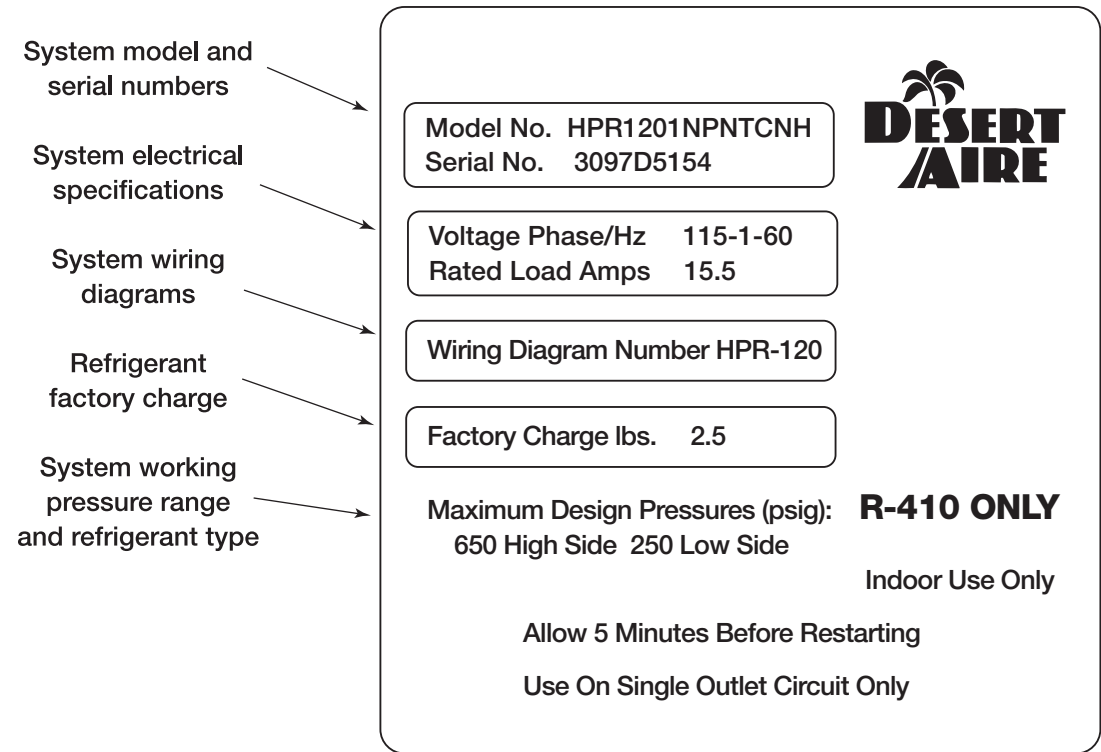 System model and
serial numbers
System electrical
specifications
System wiring
diagrams
Refrigerant
factory charge
System working
pressure range
and refrigerant type
DESERT
AIRE
Model No. HPR1201NPNTCNH
Serial No. 3097D5154
Voltage Phase/Hz 115-1-60
Rated Load Amps 15.5
Wiring Diagram Number HPR-120
Factory Charge lbs. 2.5
Maximum Design Pressures (psig): R-410 ONLY
650 High Side 250 Low Side
Indoor Use Only
Allow 5 Minutes Before Restarting
Use On Single Outlet Circuit Only